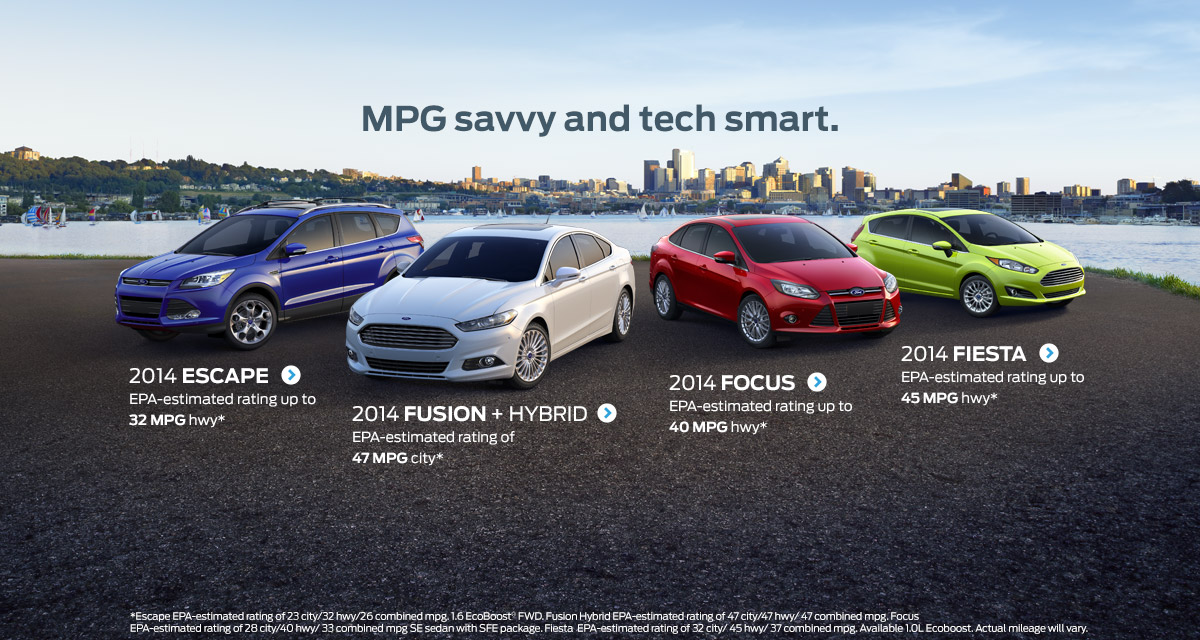 MPG savvy and tech smart.
2014 ESCAPE
EPA-estimated rating up to
32 MPG hwy*
2014 FUSION + HYBRID
EPA-estimated rating of
47 MPG city*
2014 FOCUS
EPA-estimated rating up to
40 MPG hwy*
2014 FIESTA
EPA-estimated rating up to
45 MPG hwy*
*Escape EPA-estimated rating of 23 city/32 hwy/26 combined mpg. 1.6 EcoBoost® FWD. Fusion Hybrid EPA-estimated rating of 47 city/47 hwy/ 47 combined mpg. Focus
EPA-estimated rating of 28 city/40 hwy/ 33 combined mpg SE sedan with SFE package. Fiesta EPA-estimated rating of 32 city/ 45 hwy/ 37 combined mpg. Available 1.0L Ecoboost. Actual mileage will vary.